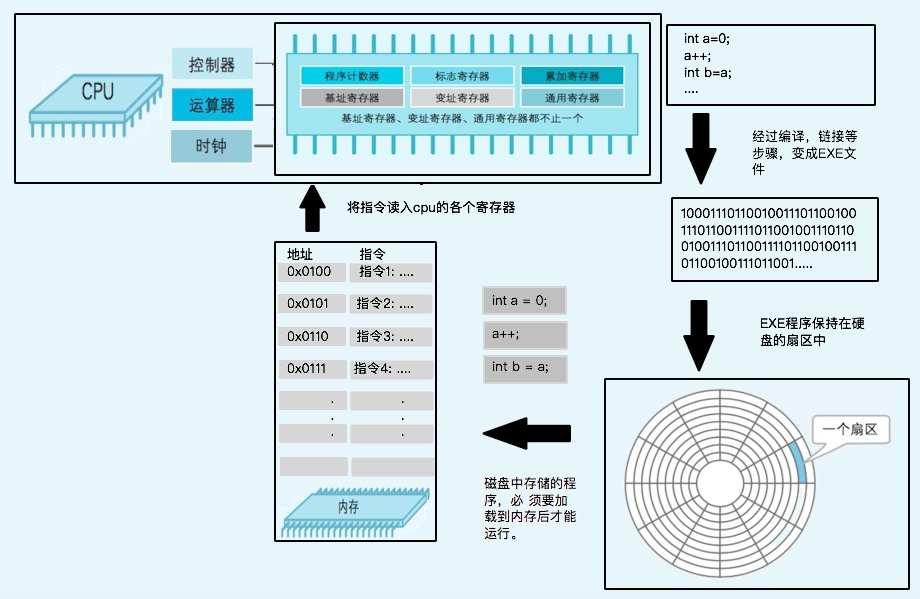 CPU
控制器
运算器
时钟
程序计数器
标志寄存器
累加寄存器
基址寄存器
变址寄存器
通用寄存器
基址寄存器、变址寄存器、通用寄存器都不止一个
int a=0;
a++;
int b=a;
....
经过编译，链接等
步骤，变成EXE文
件
将指令读入cpu的各个寄存器
10001110110010011101100100
111011001111011001001110110
0100111011001111011001001 11
01100100111011001.....
EXE程序保持在硬
盘的扇区中
一个扇区
int a = 0;
a++;
int b = a;
磁盘中存储的程
序，必 须要加
载到内存后才能
运行。
地址 指令
0x0100 指令1: ....
0x0101 指令2: ....
0x0110 指令3: ....
0x0111 指令4: ....
. .
. .
. .
内存